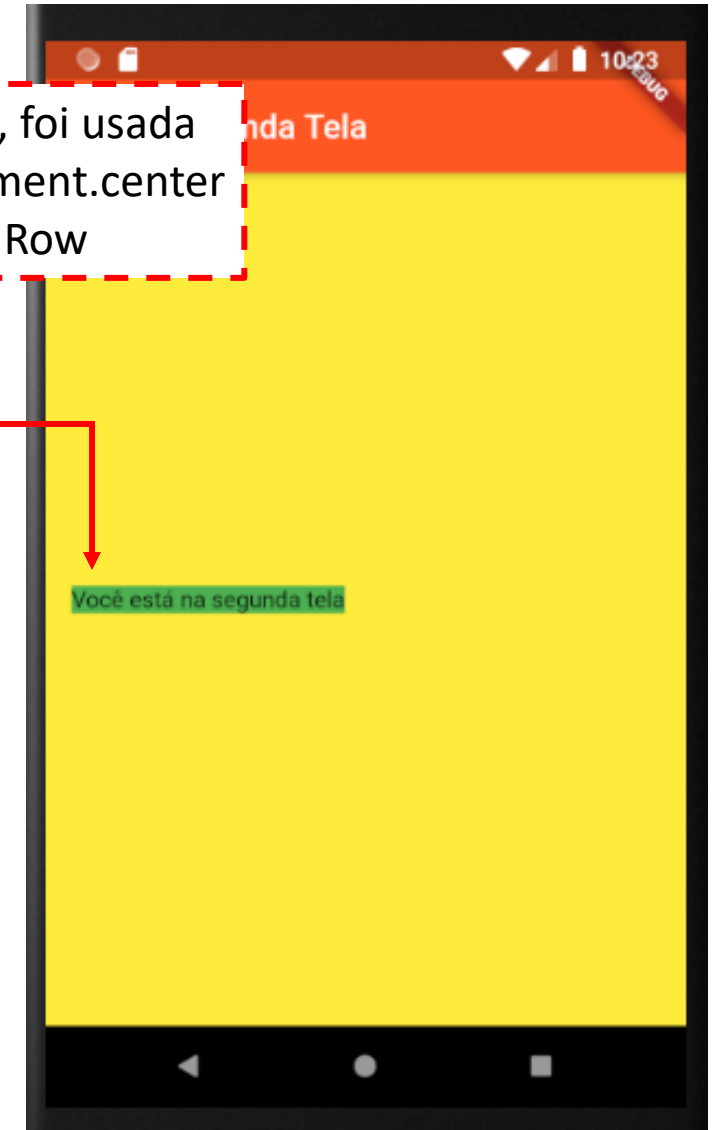 10:23
DEBUG
, foi usada
ment.center
Row
nda Tela
Você está na segunda tela